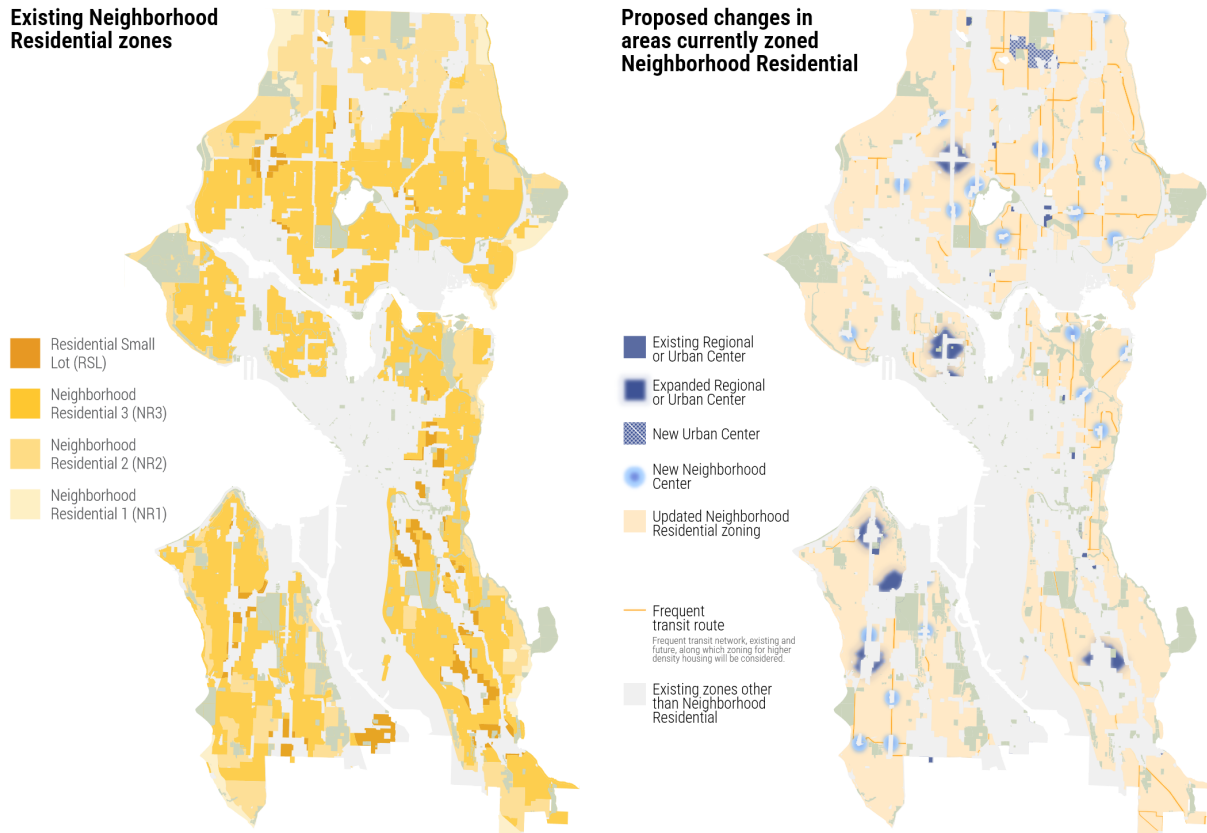 Existing Neighborhood
Residential zones
Residential Small
Lot (RSL)
Neighborhood
Residential 3 (NR3)
Neighborhood
Residential 2 (NR2)
Neighborhood
Residential 1 (NR1)
Proposed changes in
areas currently zoned
Neighborhood Residential
Existing Regional
or Urban Center
Expanded Regional
or Urban Center
New Urban Center
New Neighborhood
Center
Updated Neighborhood
Residential zoning
Frequent
transit route
Frequent transit network, existing and
future, along which zoning for higher
density housing will be considered.
Existing zones other
than Neighborhood
Residential